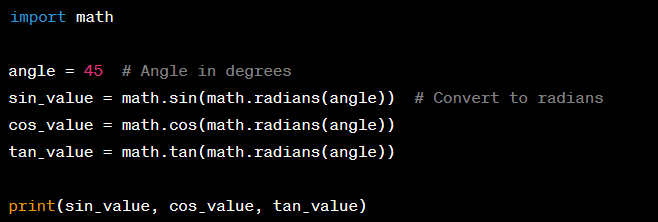 import math
angle = 45  # Angle in degrees
sin_value = math.sin(math.radians(angle))  # Convert to radians
cos_value = math.cos(math.radians(angle))
tan_value = math.tan(math.radians(angle))
print(sin_value, cos_value, tan_value)